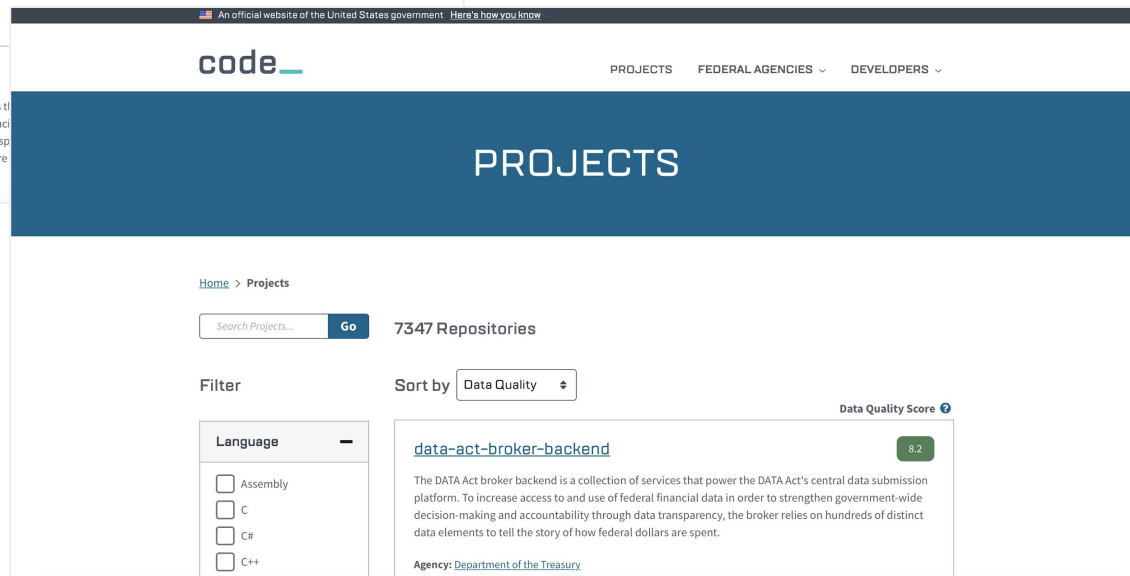 An official website of the United States government Here's how you know
code
PROJECTS FEDERAL AGENCIES DEVELOPERS
PROJECTS
Home > Projects
Search Projects... Go
7347 Repositories
Filter
Sort by Data Quality
Data Quality Score
Language
data-act-broker-backend 8.2
Assembly
C
C#
C++
The DATA Act broker backend is a collection of services that power the DATA Act's central data submission
platform. To increase access to and use of federal financial data in order to strengthen government-wide
decision-making and accountability through data transparency, the broker relies on hundreds of distinct
data elements to tell the story of how federal dollars are spent.
Agency: Department of the Treasury